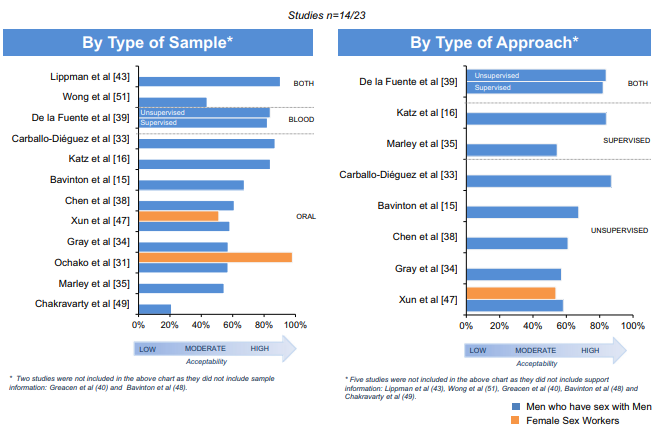 Studies n=14/23
By Type of Sample*
Lippman et al [43]
BOTH
Wong et al [51]
De la Fuente et al [39]
Unsupervised
Supervised
BLOOD
Carballo-Diéguez et al [33]
Katz et al [16]
Bavinton et al [15]
Chen et al [38]
Xun et al [47]
ORAL
Gray et al [34]
Ochako et al [31]
Marley et al [35]
Chakravarty et al [49]
0% 20% 40% 60% 80% 100%
LOW MODERATE HIGH
Acceptability
* Two studies were not included in the above chart as they did not include sample
information: Greacen et al (40) and Bavinton et al (48).
By Type of Approach*
De la Fuente et al [39]
Unsupervised
Supervised
BOTH
Katz et al [16]
Marley et al [35]
SUPERVISED
Carballo-Diéguez et al [33]
Bavinton et al [15]
UNSUPERVISED
Chen et al [38]
Gray et al [34]
Xun et al [47]
0% 20% 40% 60% 80% 100%
LOW MODERATE HIGH
Acceptability
* Five studies were not included in the above chart as they did not include support
information: Lippman et al (43), Wong et al (51), Greacen et al (40), Bavinton et al (48) and
Chakravarty et al (49).
Men who have sex with Men
Female Sex Workers